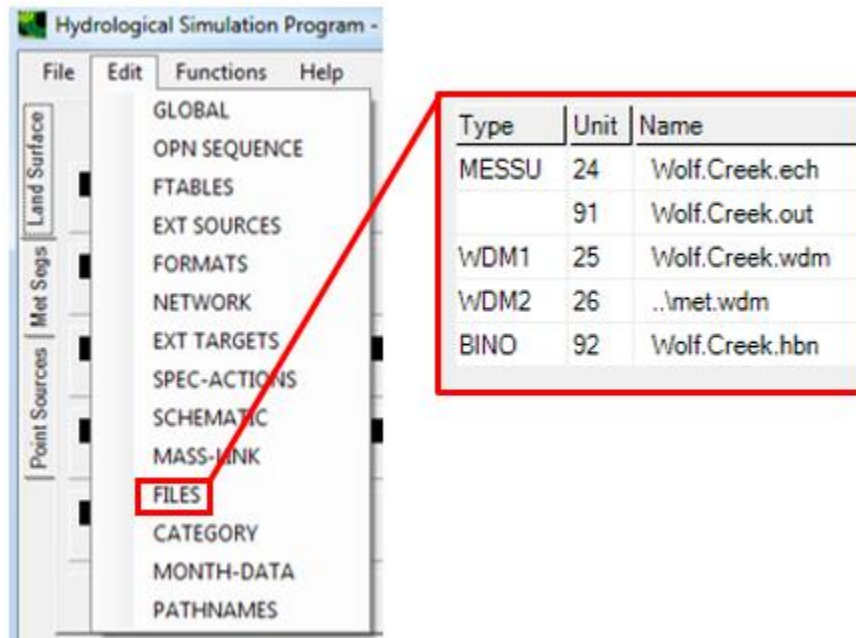 Hydrological Simulation Program -
File Edit Functions Help
Land Surface
Met Segs
Point Sources
GLOBAL
OPN SEQUENCE
FTABLES
EXT SOURCES
FORMATS
NETWORK
EXT TARGETS
SPEC-ACTIONS
SCHEMATIC
MASS-LINK
FILES
CATEGORY
MONTH-DATA
PATHNAMES
Type Unit Name
MESSU 24 Wolf.Creek.ech
91 Wolf.Creek.out
WDM1 25 Wolf.Creek.wdm
WDM2 26 ..\met.wdm
BINO 92 Wolf.Creek.hbn